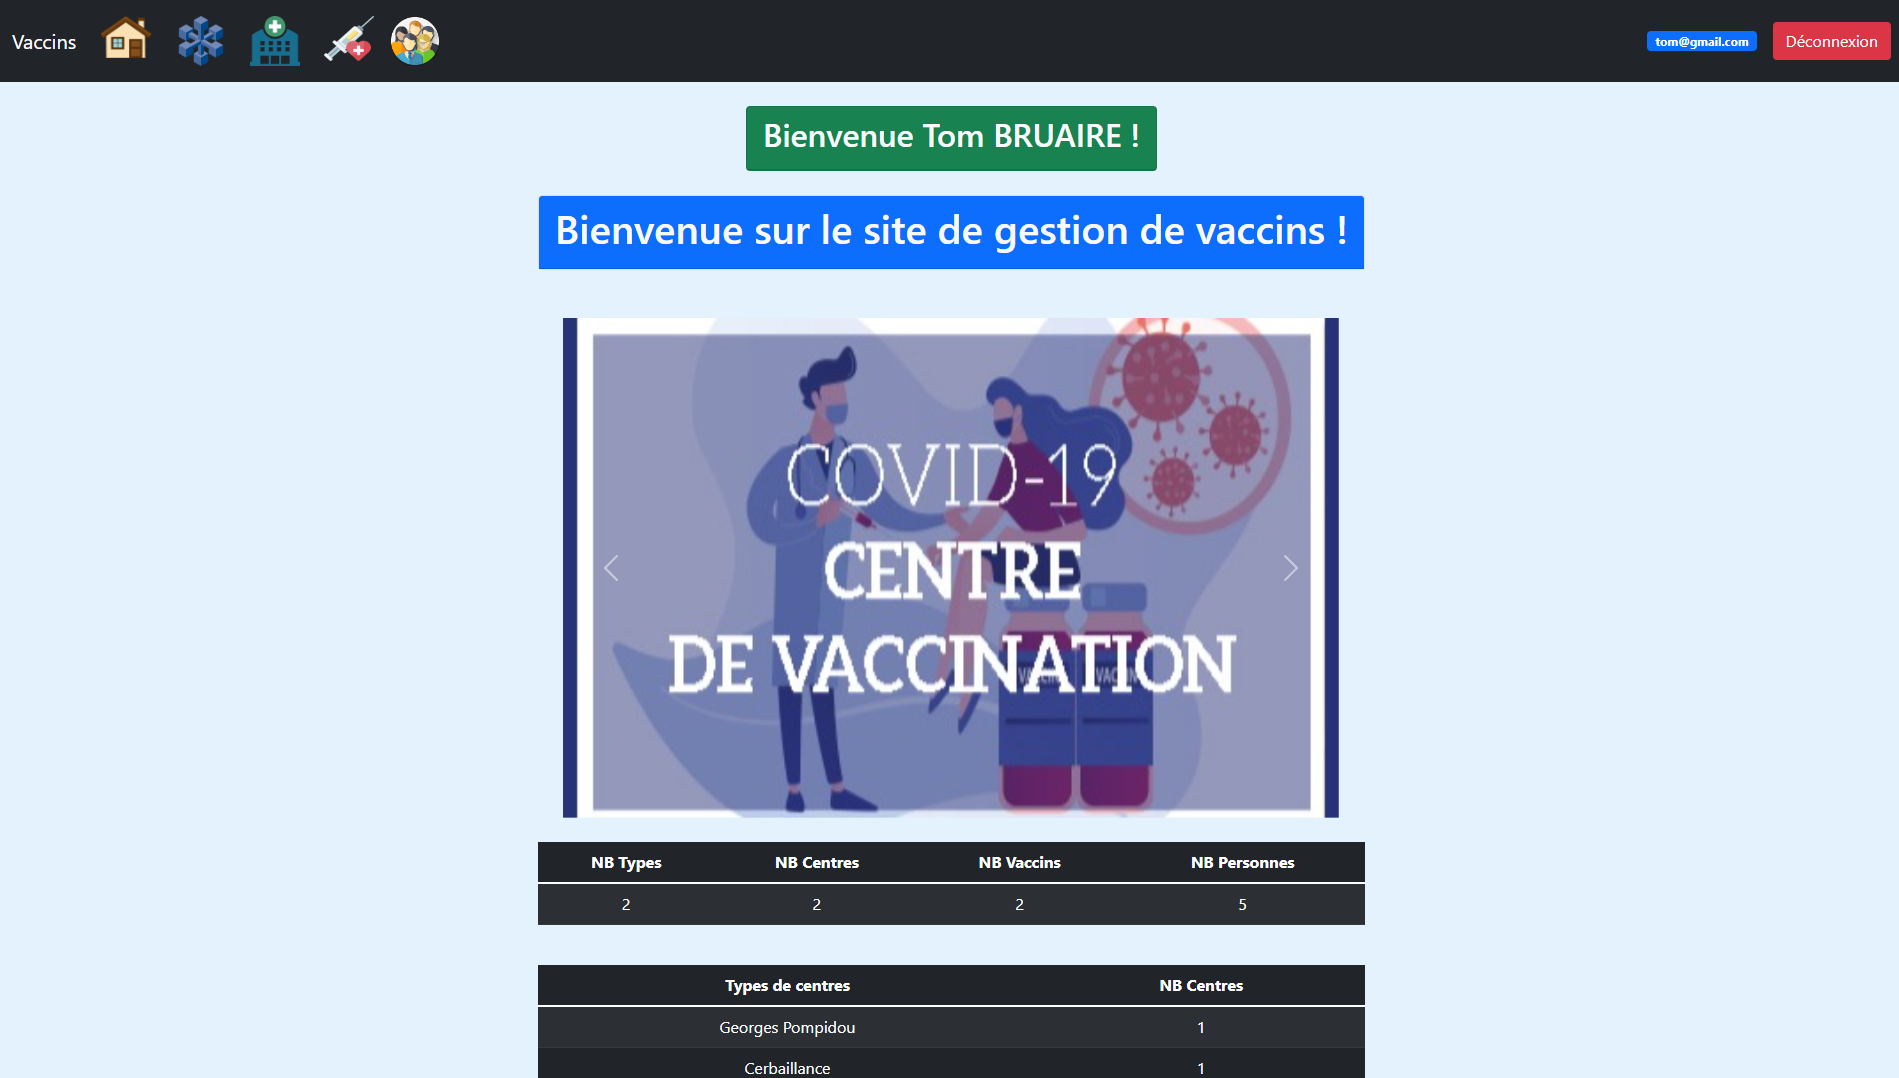 Vaccins
tom@gmail.com
Déconnexion
Bienvenue Tom BRUAIRE !
Bienvenue sur le site de gestion de vaccins !
COVID-19
CENTRE
DE VACCINATION
NB Types NB Centres NB Vaccins NB Personnes
2 2 2 5
Types de centres NB Centres
Georges Pompidou 1
Cerbaillance 1